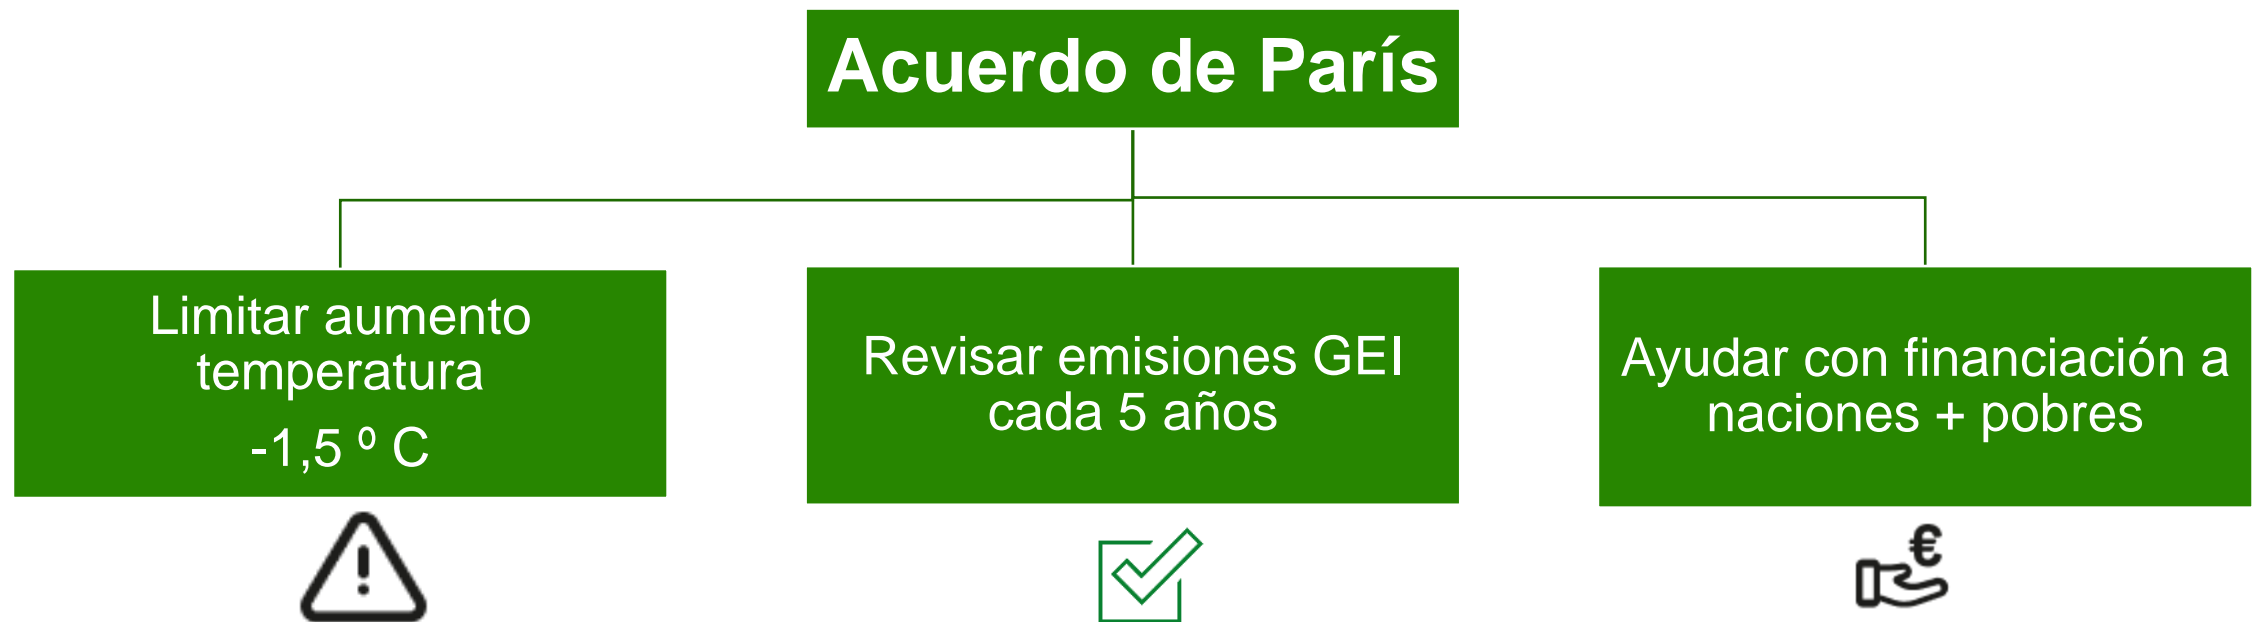 Acuerdo de París
Limitar aumento
temperatura
-1,5 º C
Revisar emisiones GEI
cada 5 años
Ayudar con financiación a
naciones + pobres
€